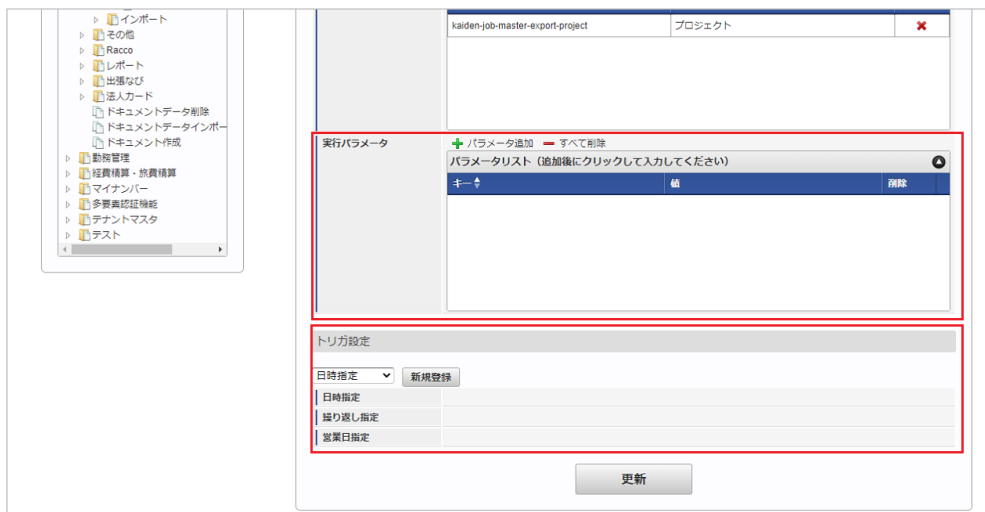 インポート
その他
Racco
レポート
出張なび
法人カード
ドキュメントデータ削除
ドキュメントデータインポー
ドキュメント作成
勤務管理
経費精算・旅費精算
マイナンバー
多要素認証機能
テナントマスタ
テスト
kaiden-job-master-export-project プロジェクト
実行パラメータ
パラメータ追加 すべて削除
パラメータリスト（追加後にクリックして入力してください）
キー 値 削除
トリガ設定
日時指定 新規登録
日時指定
繰り返し指定
営業日指定
更新